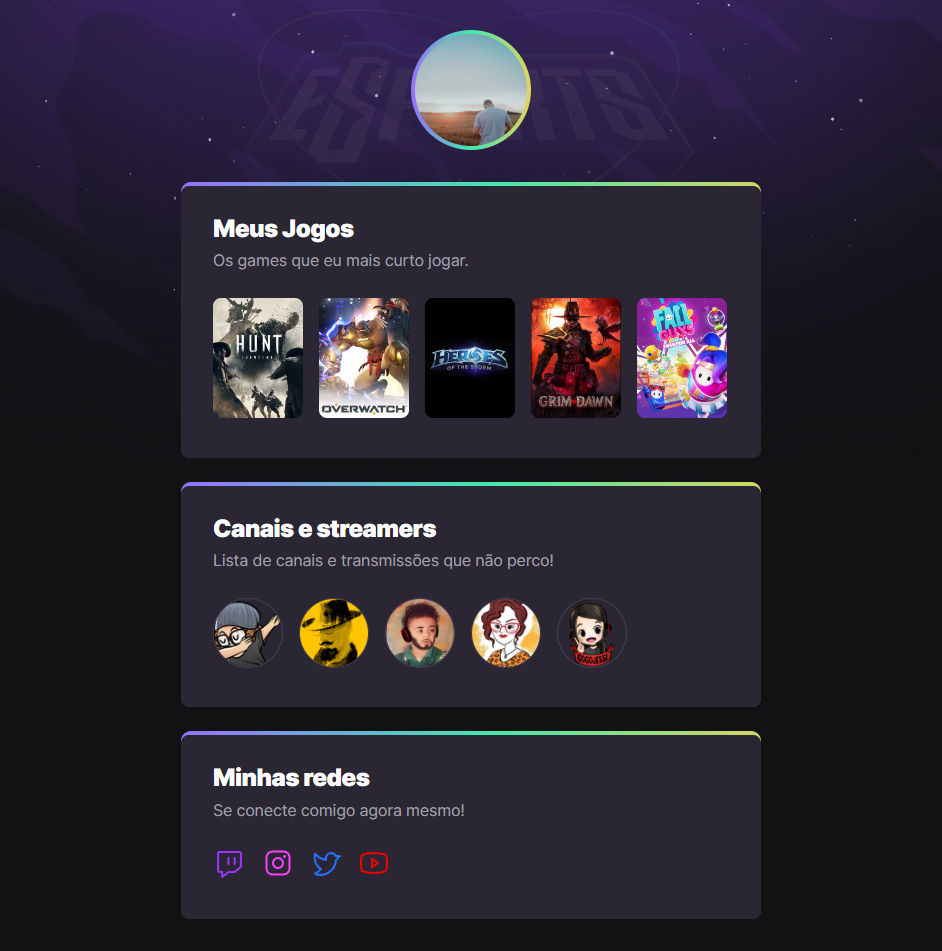 ESPORTS
Meus Jogos
Os games que eu mais curto jogar.
HUNT
SHOWDOWN
OVERWATCH
HEROES
OF THE STORM
GRIM DAWN
FALL
GUYS
Canais e streamers
Lista de canais e transmissões que não perco!
Minhas redes
Se conecte comigo agora mesmo!